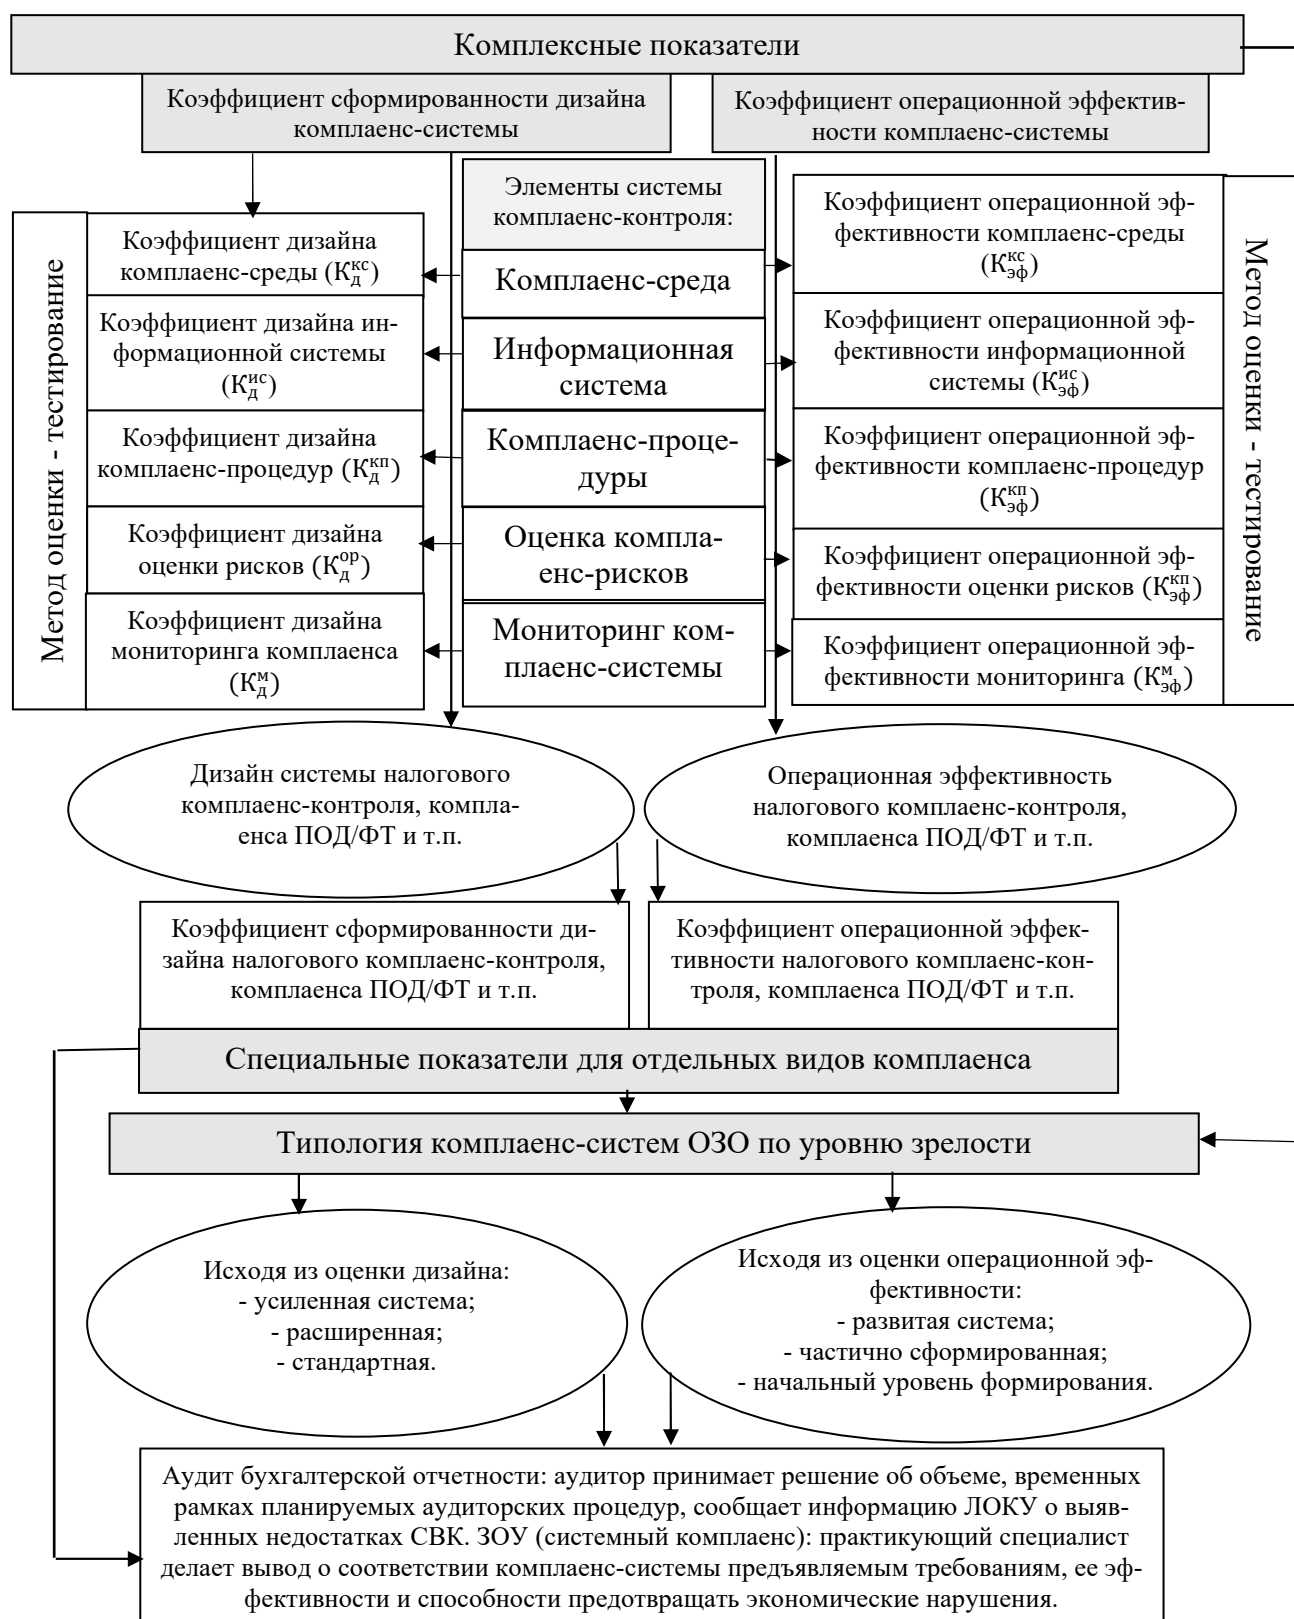 Комплексные показатели
Коэффициент сформированности дизайна
комплаенс-системы
Коэффициент операционной эффектив-
ности комплаенс-системы
Метод оценки - тестирование
Коэффициент дизайна
комплаенс-среды (К_д^кс)
Коэффициент дизайна ин-
формационной системы
(К_д^ис)
Коэффициент дизайна
комплаенс-процедур (К_д^кп)
Коэффициент дизайна
оценки рисков (К_д^ор)
Коэффициент дизайна
мониторинга комплаенса
(К_д^м)
Элементы системы
комплаенс-контроля:
Комплаенс-среда
Информационная
система
Комплаенс-проце-
дуры
Оценка компла-
енс-рисков
Мониторинг ком-
плаенс-системы
Коэффициент операционной эф-
фективности комплаенс-среды
(К_эф^кс)
Коэффициент операционной эф-
фективности информационной
системы (К_эф^ис)
Коэффициент операционной эф-
фективности комплаенс-процедур
(К_эф^кп)
Коэффициент операционной эф-
фективности оценки рисков (К_эф^кп)
Коэффициент операционной эф-
фективности мониторинга (К_эф^м)
Метод оценки - тестирование
Дизайн системы налогового
комплаенс-контроля, компла-
енса ПОД/ФТ и т.п.
Операционная эффективность
налогового комплаенс-контроля,
комплаенса ПОД/ФТ и т.п.
Коэффициент сформированности ди-
зайна налогового комплаенс-контроля,
комплаенса ПОД/ФТ и т.п.
Коэффициент операционной эффек-
тивности налогового комплаенс-кон-
троля, комплаенса ПОД/ФТ и т.п.
Специальные показатели для отдельных видов комплаенса
Типология комплаенс-систем ОЗО по уровню зрелости
Исходя из оценки дизайна:
- усиленная система;
- расширенная;
- стандартная.
Исходя из оценки операционной эф-
фективности:
- развитая система;
- частично сформированная;
- начальный уровень формирования.
Аудит бухгалтерской отчетности: аудитор принимает решение об объеме, временных
рамках планируемых аудиторских процедур, сообщает информацию ЛОКУ о выяв-
ленных недостатках СВК. ЗОУ (системный комплаенс): практикующий специалист
делает вывод о соответствии комплаенс-системы предъявляемым требованиям, ее эф-
фективности и способности предотвращать экономические нарушения.